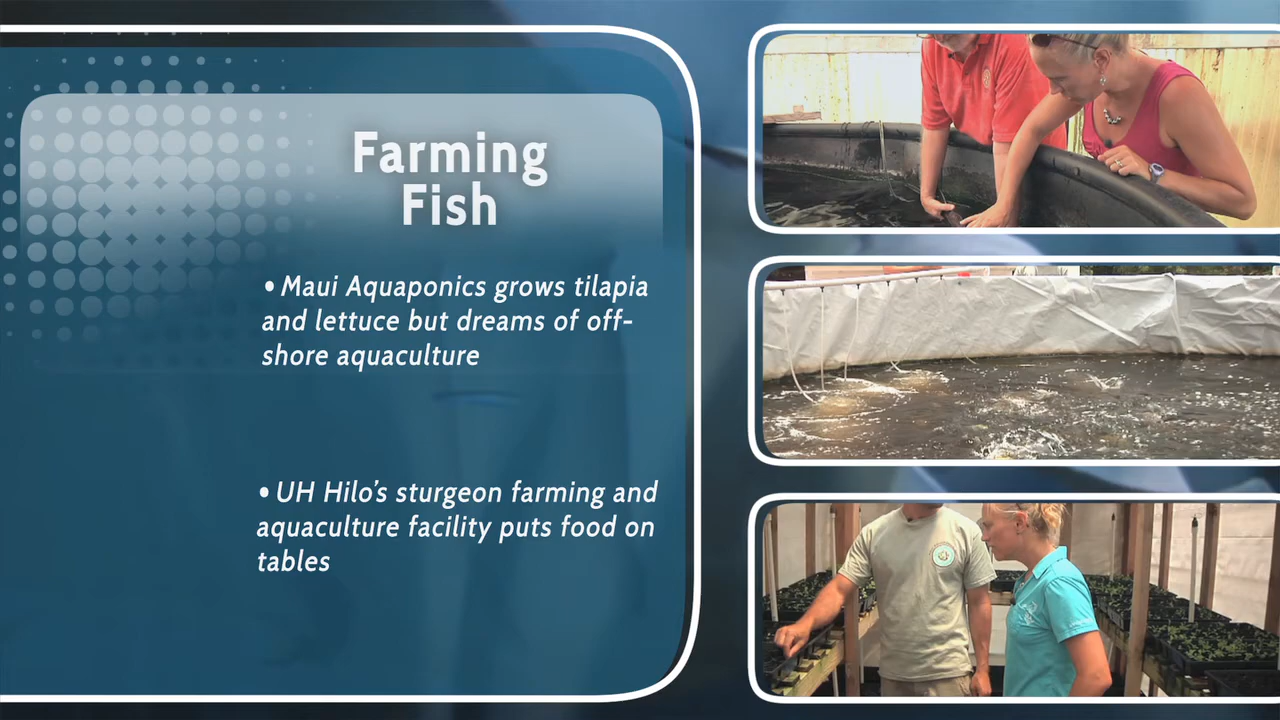 Farming
Fish
• Maui Aquaponics grows tilapia
and lettuce but dreams of off-
shore aquaculture
• UH Hilo’s sturgeon farming and
aquaculture facility puts food on
tables